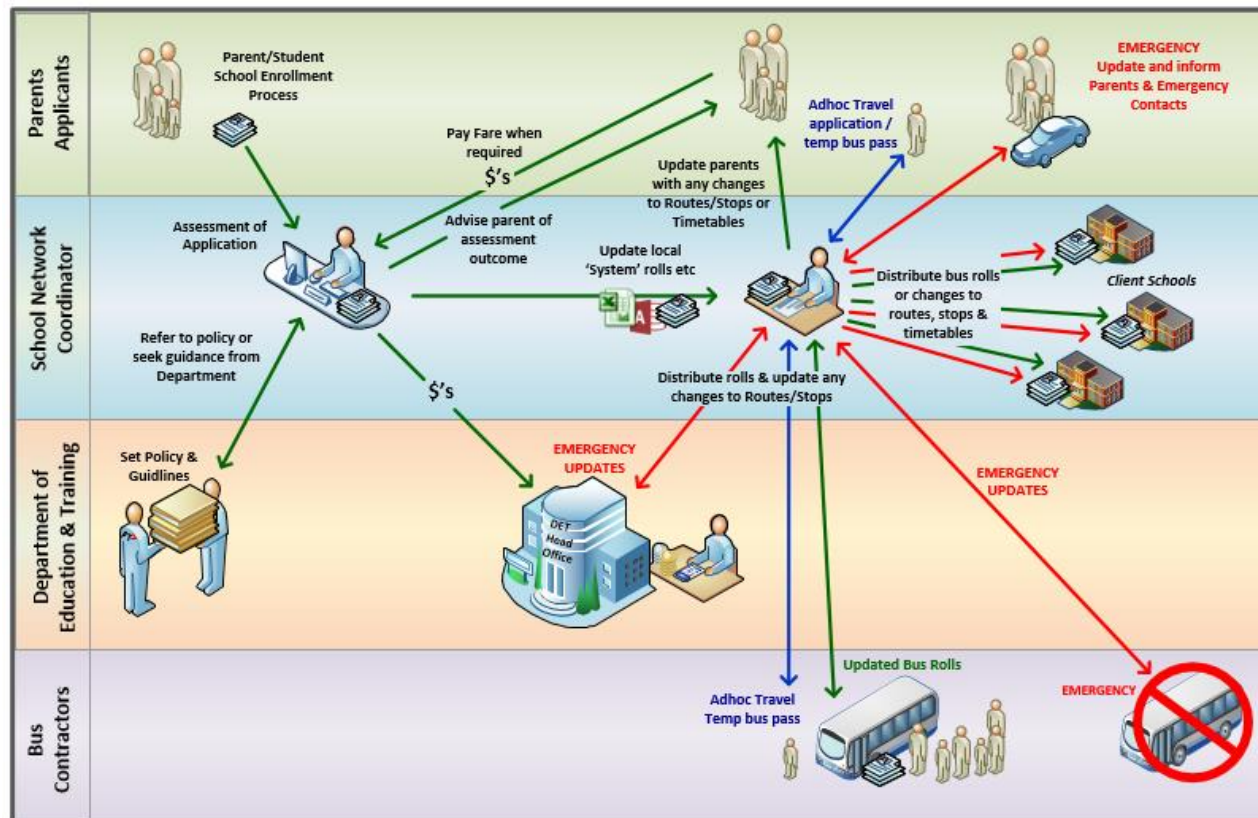 Parents
Applicants
Parent/Student
School Enrollment
Process
Pay Fare when
required
$'s
Adhoc Travel
application /
temp bus pass
EMERGENCY
Update and inform
Parents & Emergency
Contacts
Update parents
with any changes
to Routes/Stops or
Timetables
School Network
Coordinator
Assessment of
Application
Advise parent of
assessment
outcome
Update local
'System' rolls etc
Distribute bus rolls
or changes to
routes, stops &
timetables
Client Schools
Refer to policy or
seek guidance from
Department
$'s
Distribute rolls & update any
changes to Routes/Stops
Department of
Education & Training
Set Policy &
Guidlines
EMERGENCY
UPDATES
DET
Head
Office
EMERGENCY
UPDATES
Bus
Contractors
Adhoc Travel
Temp bus pass
Updated Bus Rolls
EMERGENCY